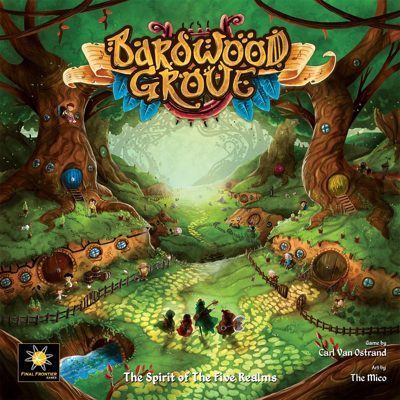 BARDWOOD
GROVE
Game by
Carl Van Ostrand
Art by
The Mico
The Spirit of The Five Realms
FINAL FRONTIER
GAMES